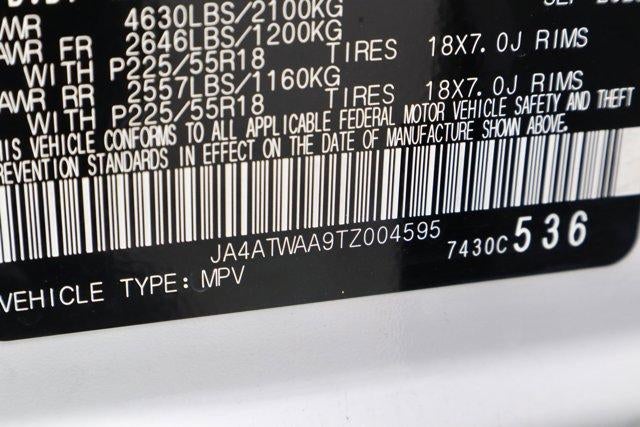 4630LBS/2100KG
AWR FR 2646LBS/1200KG
WITH P225/55R18 TIRES 18X7.0J RIMS
AWR RR 2557LBS/1160KG
WITH P225/55R18 TIRES 18X7.0J RIMS
IS VEHICLE CONFORMS TO ALL APPLICABLE FEDERAL MOTOR VEHICLE SAFETY AND THEFT
REVENTION STANDARDS IN EFFECT ON THE DATE OF MANUFACTURE SHOWN ABOVE.
JA4ATWAA9TZ004595 7430C 536
VEHICLE TYPE: MPV